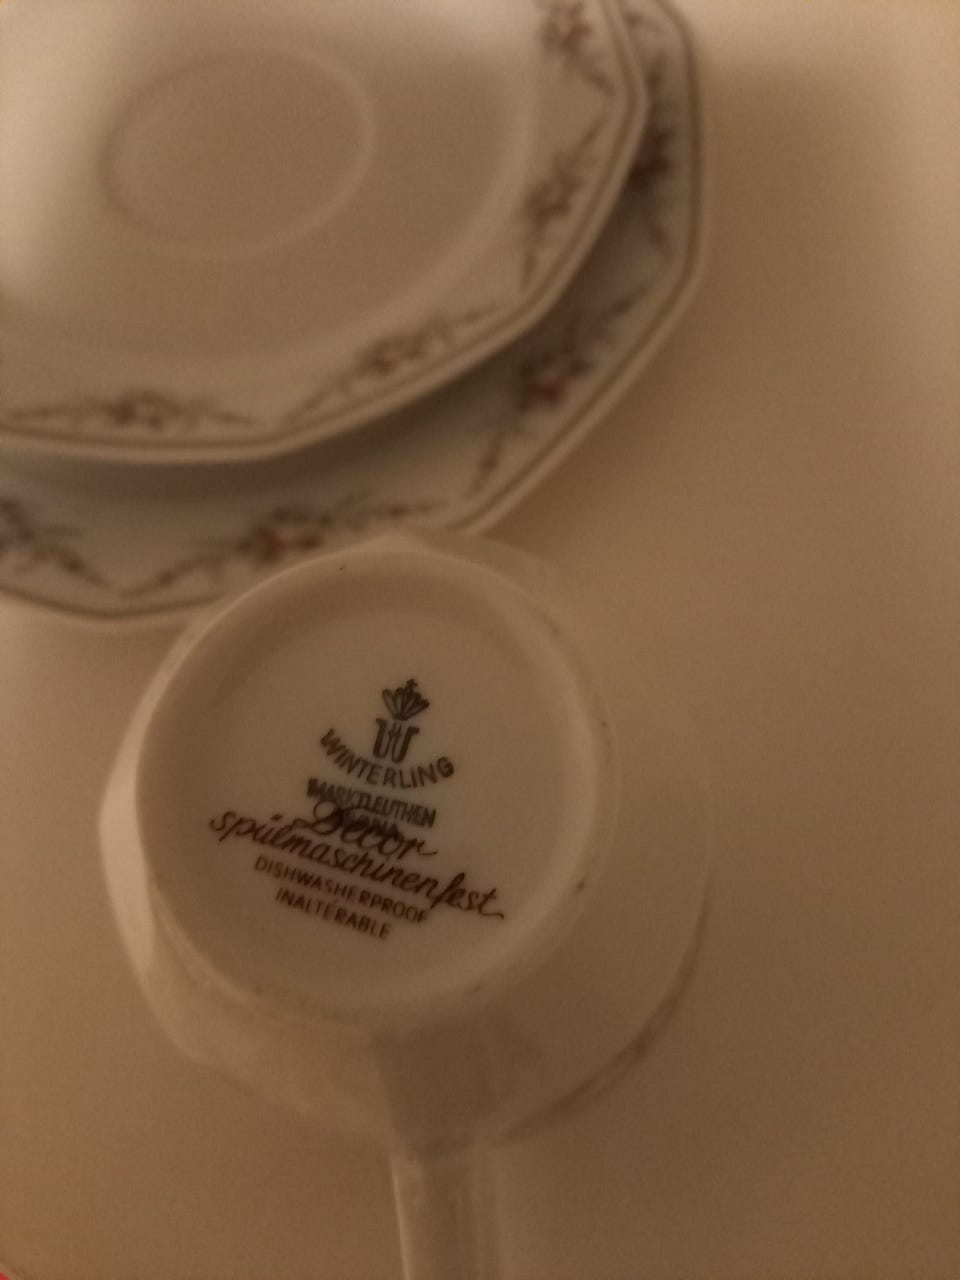 W
WINTERLING
MARKTLEUTHEN
Decor
spülmaschinenfest
DISHWASHERPROOF
INALTÉRABLE